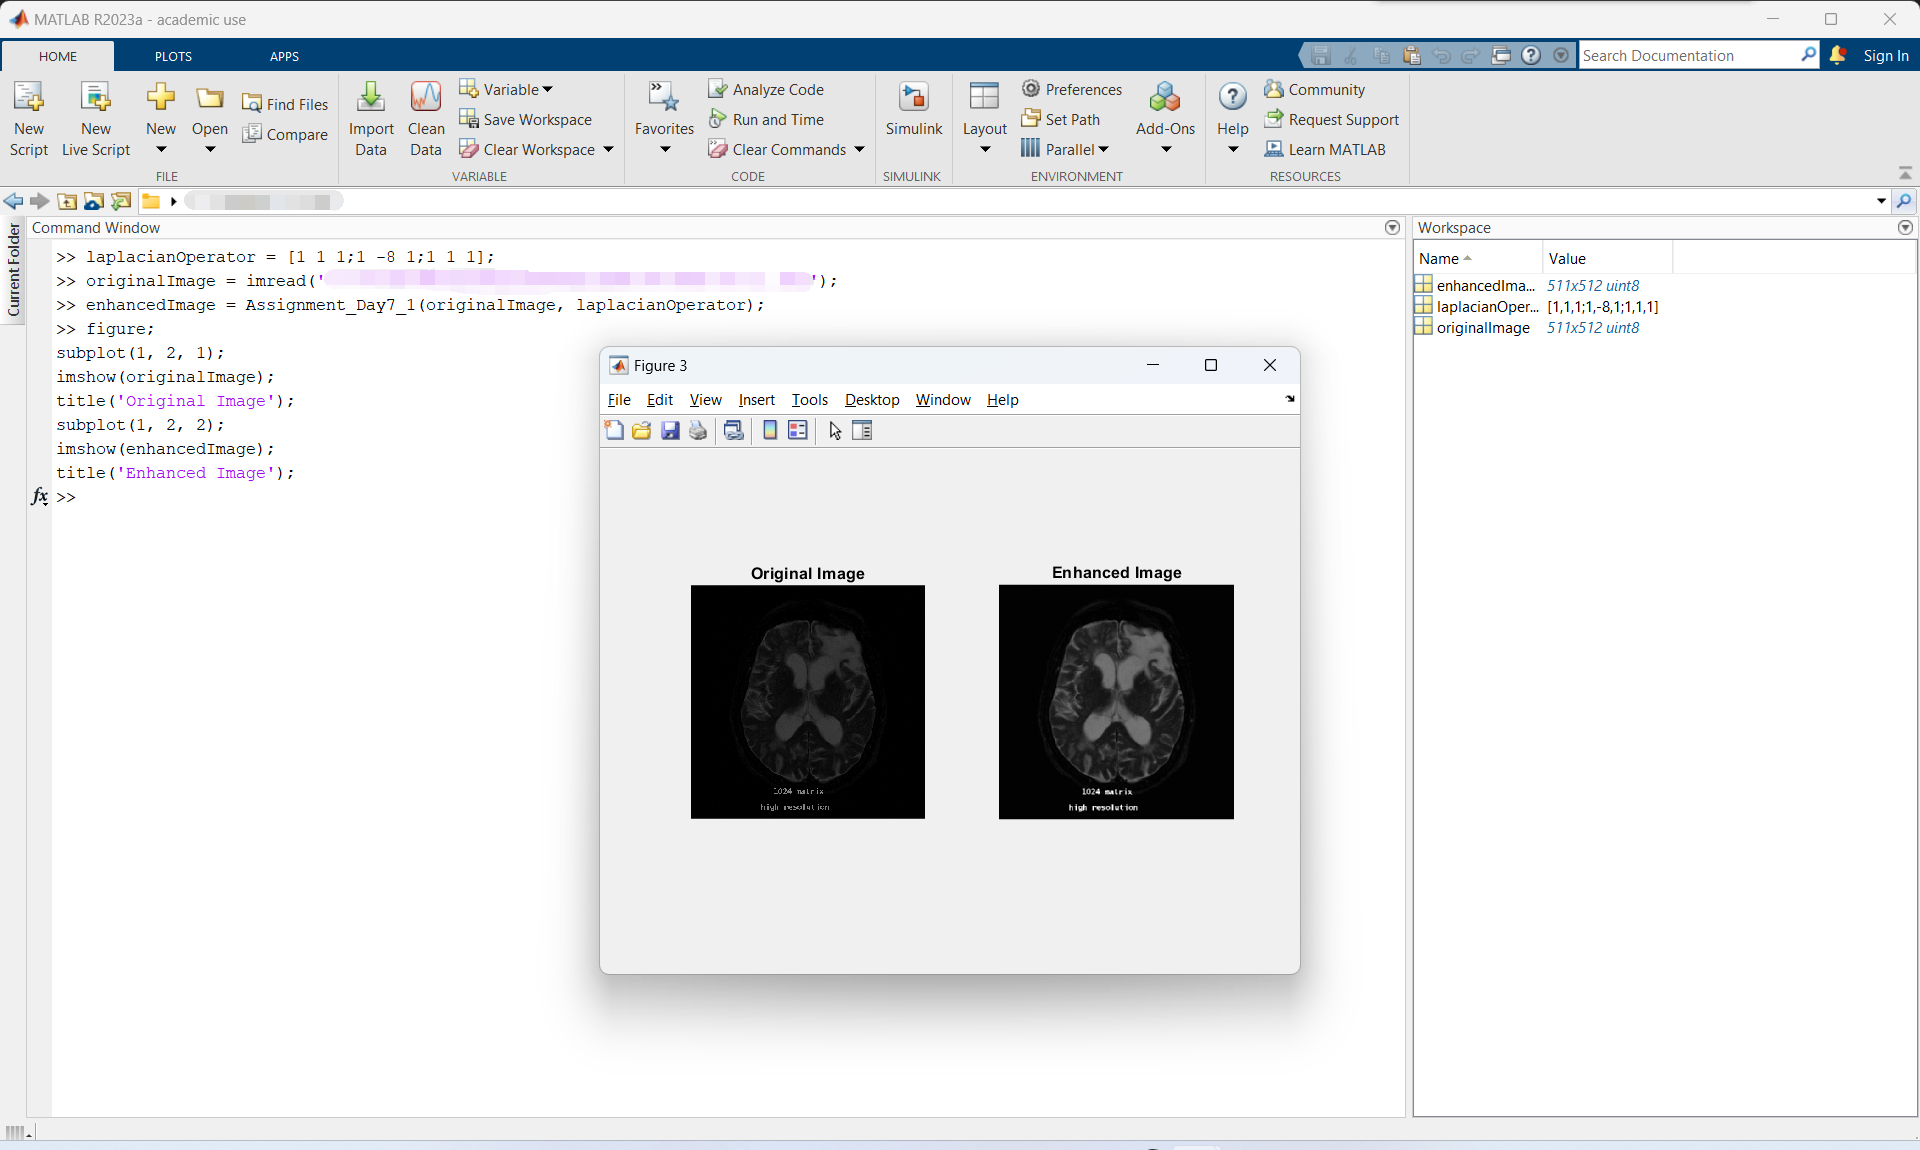 MATLAB R2023a - academic use
HOME PLOTS APPS
Search Documentation Sign In
New Script
New Live Script
New
Open
Find Files
Compare
FILE
Import Data
Clean Data
Variable
Save Workspace
Clear Workspace
VARIABLE
Favorites
Analyze Code
Run and Time
Clear Commands
CODE
Simulink
SIMULINK
Layout
Preferences
Set Path
Parallel
Add-Ons
ENVIRONMENT
Help
Community
Request Support
Learn MATLAB
RESOURCES
Current Folder
Command Window
>> laplacianOperator = [1 1 1;1 -8 1;1 1 1];
>> originalImage = imread('');
>> enhancedImage = Assignment_Day7_1(originalImage, laplacianOperator);
>> figure;
subplot(1, 2, 1);
imshow(originalImage);
title('Original Image');
subplot(1, 2, 2);
imshow(enhancedImage);
title('Enhanced Image');
fx >>
Figure 3
File Edit View Insert Tools Desktop Window Help
Original Image
1024 matrix
high resolution
Enhanced Image
1024 matrix
high resolution
Workspace
Name Value
enhancedIma... 511x512 uint8
laplacianOper... [1,1,1;1,-8,1;1,1,1]
originalImage 511x512 uint8